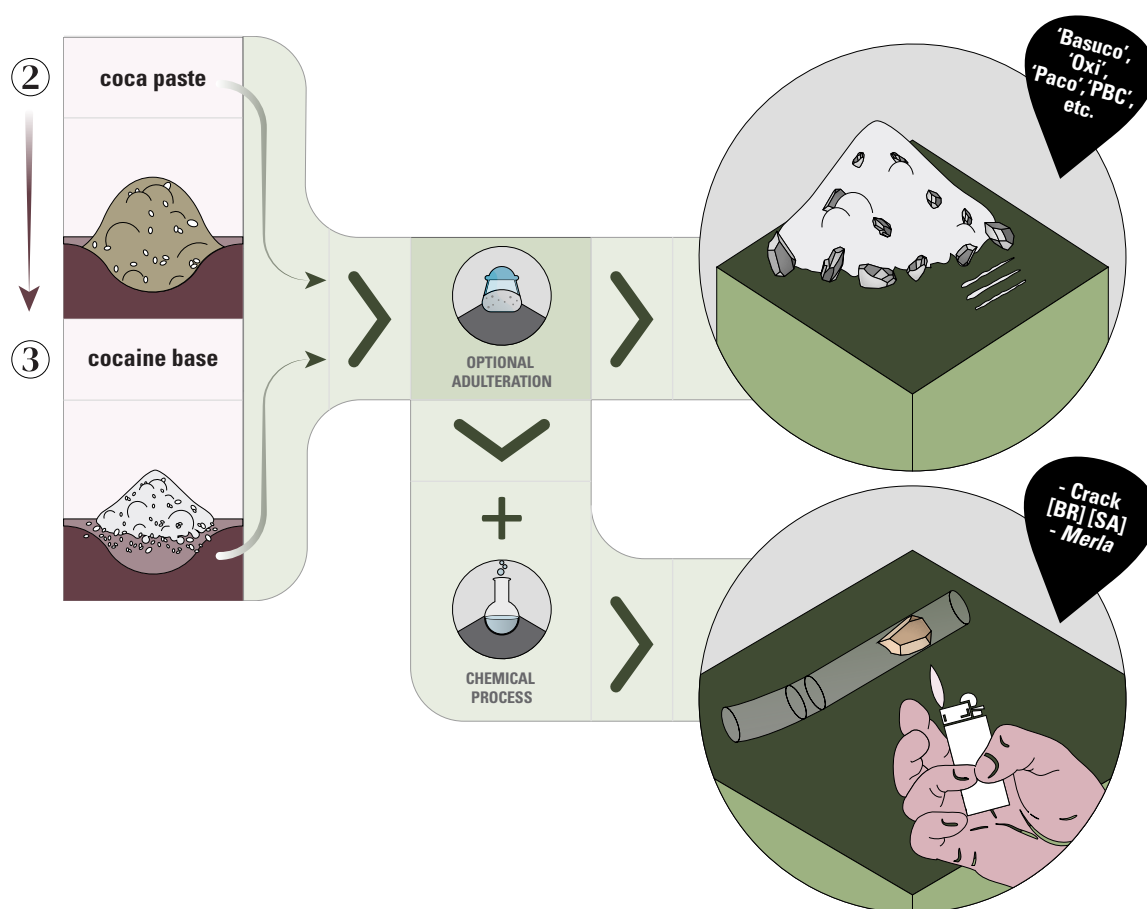 ②
coca paste
③
cocaine base
OPTIONAL
ADULTERATION
+
CHEMICAL
PROCESS
‘Basuco’,
‘Oxi’,
‘Paco’, ‘PBC’,
etc.
- Crack
[BR] [SA]
- Merla